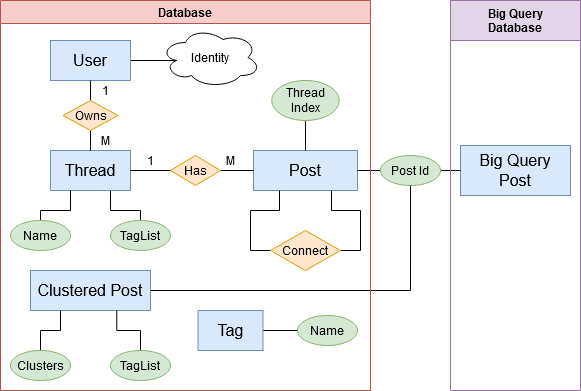 Database
Big Query
Database
User
Identity
1
Owns
M
Thread
Index
Thread
1
Has
M
Post
Post Id
Big Query
Post
Name
TagList
Connect
Clustered Post
Tag
Name
Clusters
TagList